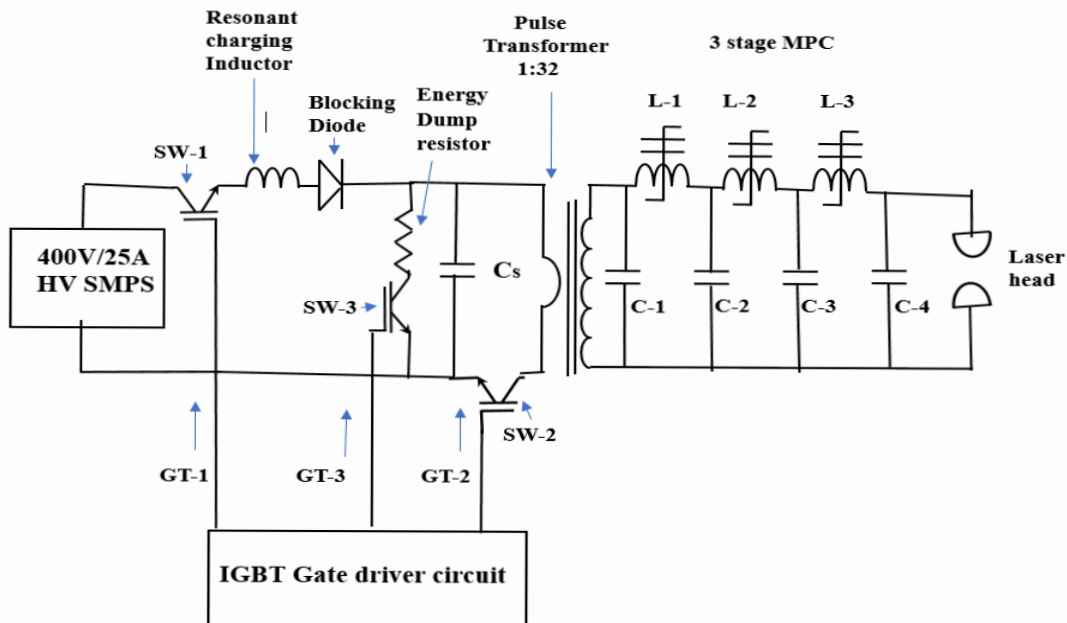 Resonant
charging
Inductor
Pulse
Transformer
1:32
3 stage MPC
Blocking
Diode
Energy
Dump
resistor
L-1
L-2
L-3
SW-1
400V/25A
HV SMPS
Cs
SW-3
C-1
C-2
C-3
C-4
Laser
head
SW-2
GT-1
GT-3
GT-2
IGBT Gate driver circuit